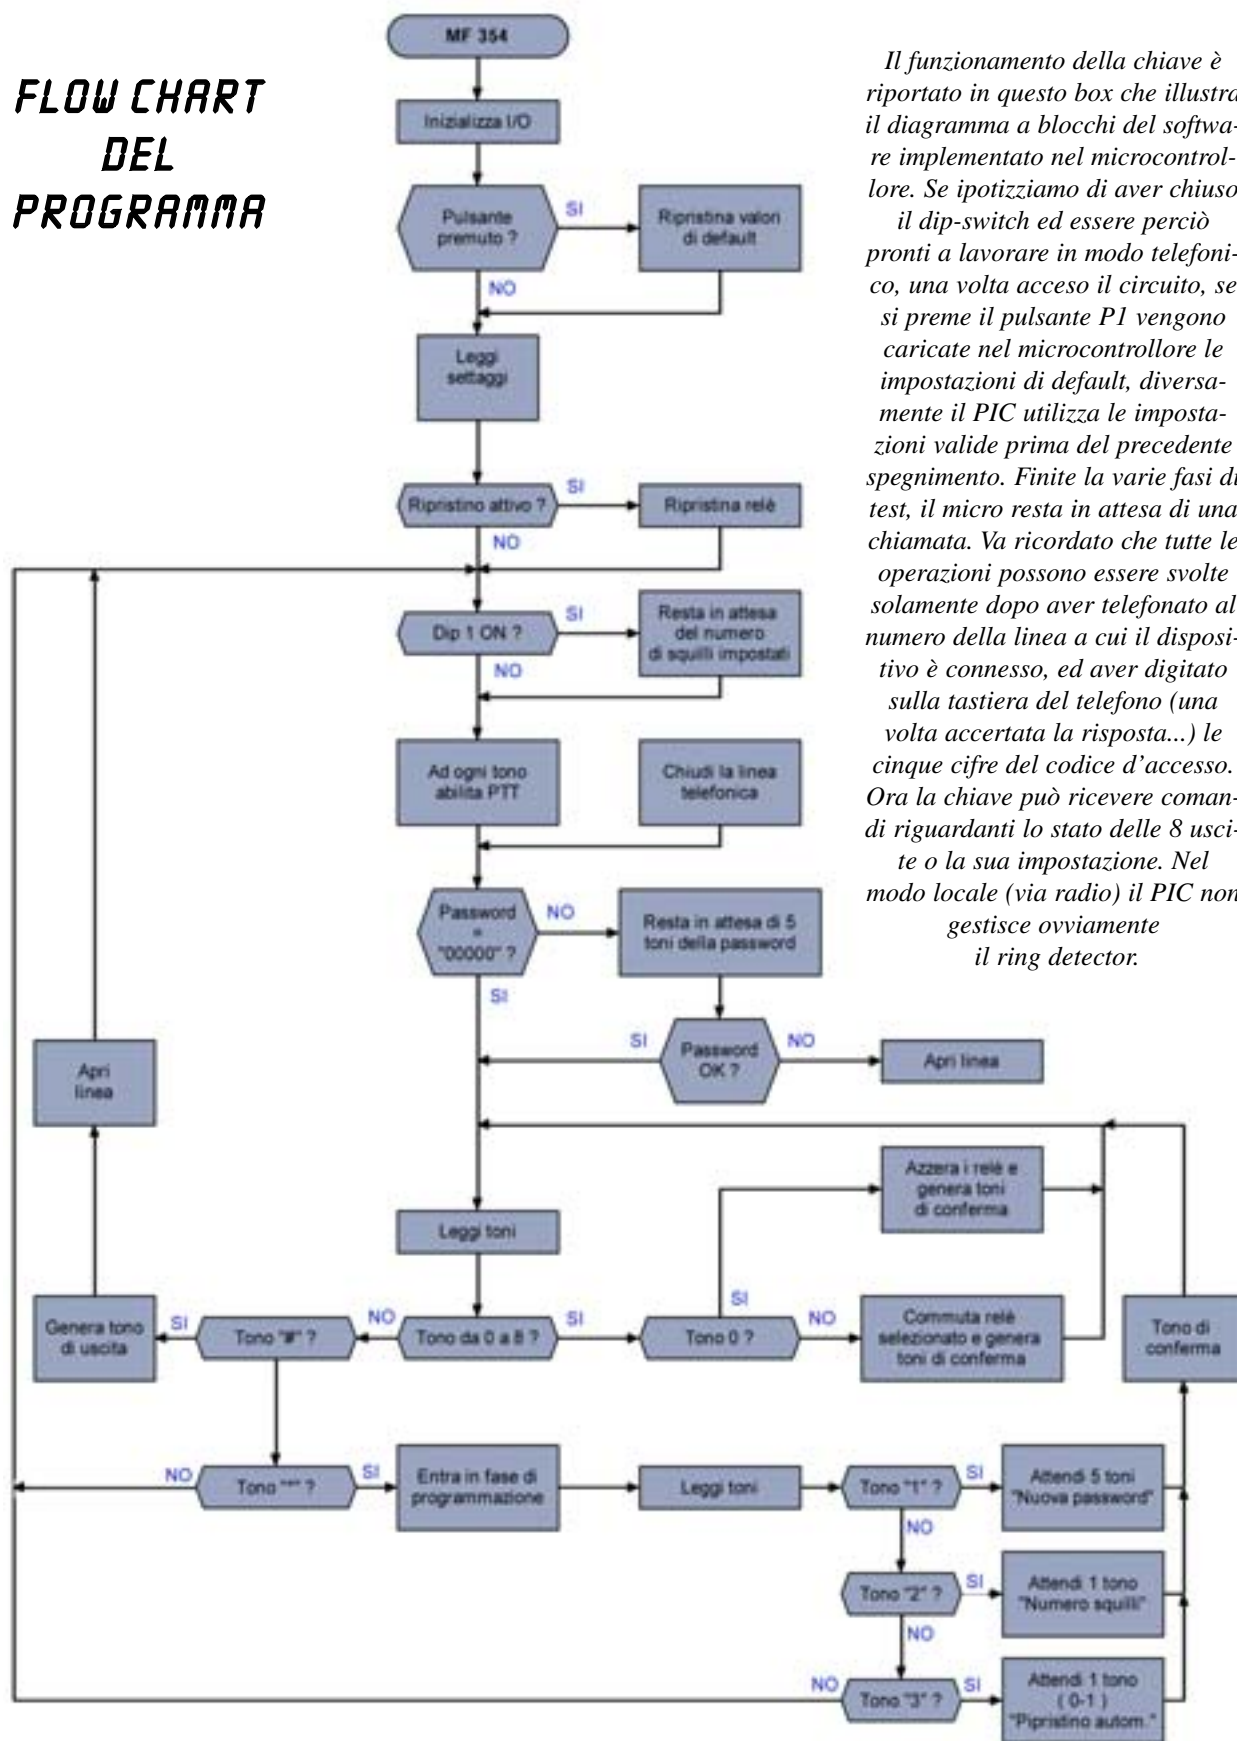 FLOW CHART
DEL
PROGRAMMA
MF 354
Inizializza I/O
Pulsante
premuto ?
SI
Ripristina valori
di default
NO
Leggi
settaggi
Ripristino attivo ?
SI
Ripristina relè
NO
Dip 1 ON ?
SI
Resta in attesa
del numero
di squilli impostati
NO
Ad ogni tono
abilita PTT
Chiudi la linea
telefonica
Password
=
"00000" ?
NO
Resta in attesa di 5
toni della password
SI
Password
OK ?
SI
NO
Apri linea
Apri
linea
Azzera i relè e
genera toni
di conferma
Leggi toni
Genera tono
di uscita
SI
Tono "#" ?
NO
Tono da 0 a 8 ?
SI
Tono 0 ?
SI
NO
Commuta relè
selezionato e genera
toni di conferma
Tono di
conferma
NO
Tono "*" ?
SI
Entra in fase di
programmazione
Leggi toni
Tono "1" ?
SI
Attendi 5 toni
"Nuova password"
NO
Tono "2" ?
SI
Attendi 1 tono
"Numero squilli"
NO
NO
Tono "3" ?
SI
Attendi 1 tono
( 0-1 )
"Pipristino autom."
Il funzionamento della chiave è
riportato in questo box che illustra
il diagramma a blocchi del softwa-
re implementato nel microcontrol-
lore. Se ipotizziamo di aver chiuso
il dip-switch ed essere perciò
pronti a lavorare in modo telefoni-
co, una volta acceso il circuito, se
si preme il pulsante P1 vengono
caricate nel microcontrollore le
impostazioni di default, diversa-
mente il PIC utilizza le imposta-
zioni valide prima del precedente
spegnimento. Finite la varie fasi di
test, il micro resta in attesa di una
chiamata. Va ricordato che tutte le
operazioni possono essere svolte
solamente dopo aver telefonato al
numero della linea a cui il disposi-
tivo è connesso, ed aver digitato
sulla tastiera del telefono (una
volta accertata la risposta...) le
cinque cifre del codice d'accesso.
Ora la chiave può ricevere coman-
di riguardanti lo stato delle 8 usci-
te o la sua impostazione. Nel
modo locale (via radio) il PIC non
gestisce ovviamente
il ring detector.